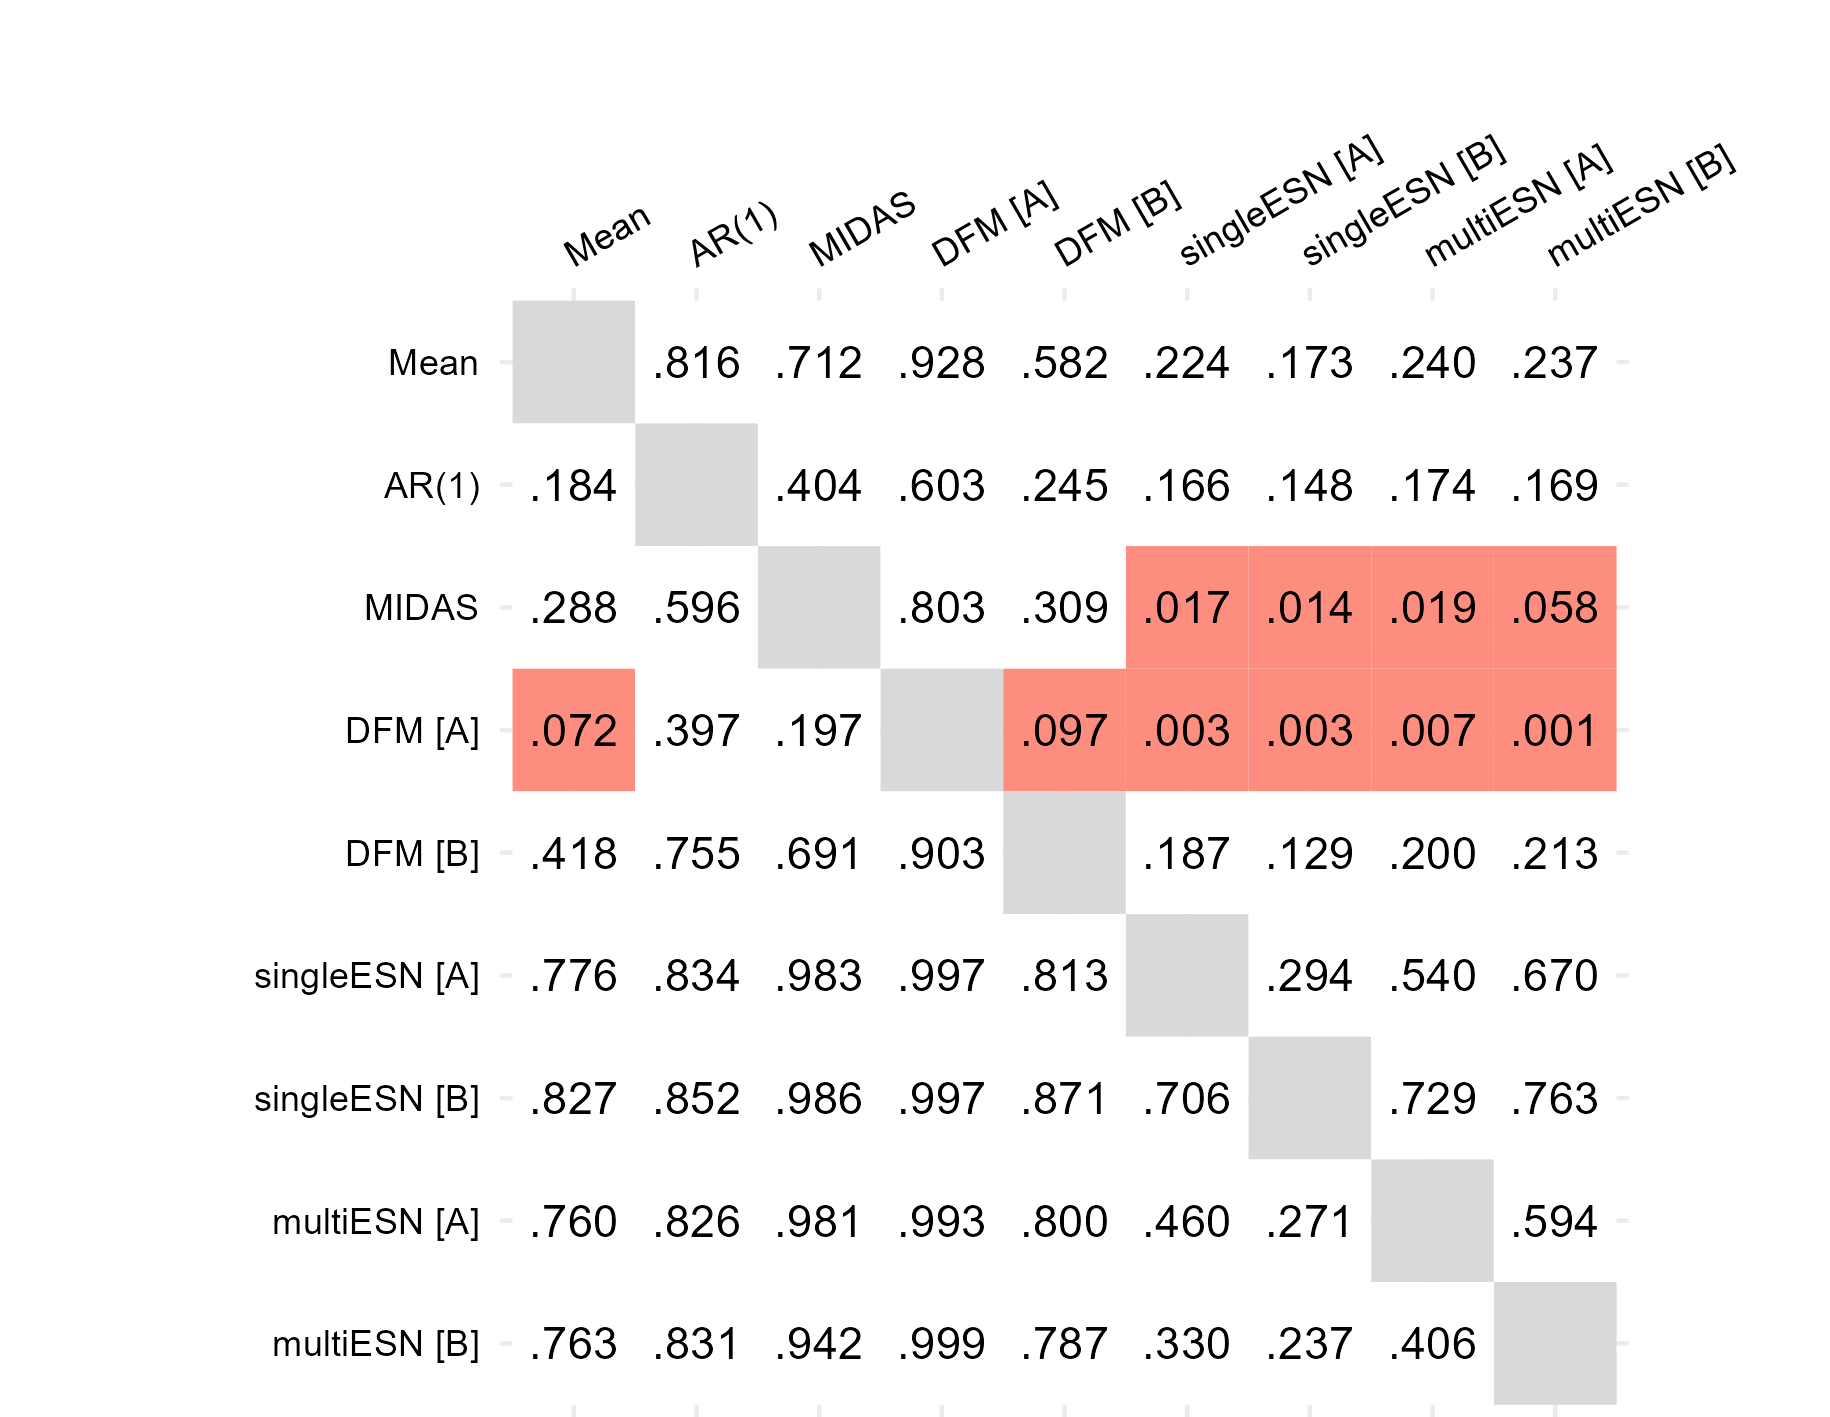 Mean AR(1) MIDAS DFM [A] DFM [B] singleESN [A] singleESN [B] multiESN [A] multiESN [B]
Mean .816 .712 .928 .582 .224 .173 .240 .237
AR(1) .184 .404 .603 .245 .166 .148 .174 .169
MIDAS .288 .596 .803 .309 .017 .014 .019 .058
DFM [A] .072 .397 .197 .097 .003 .003 .007 .001
DFM [B] .418 .755 .691 .903 .187 .129 .200 .213
singleESN [A] .776 .834 .983 .997 .813 .294 .540 .670
singleESN [B] .827 .852 .986 .997 .871 .706 .729 .763
multiESN [A] .760 .826 .981 .993 .800 .460 .271 .594
multiESN [B] .763 .831 .942 .999 .787 .330 .237 .406